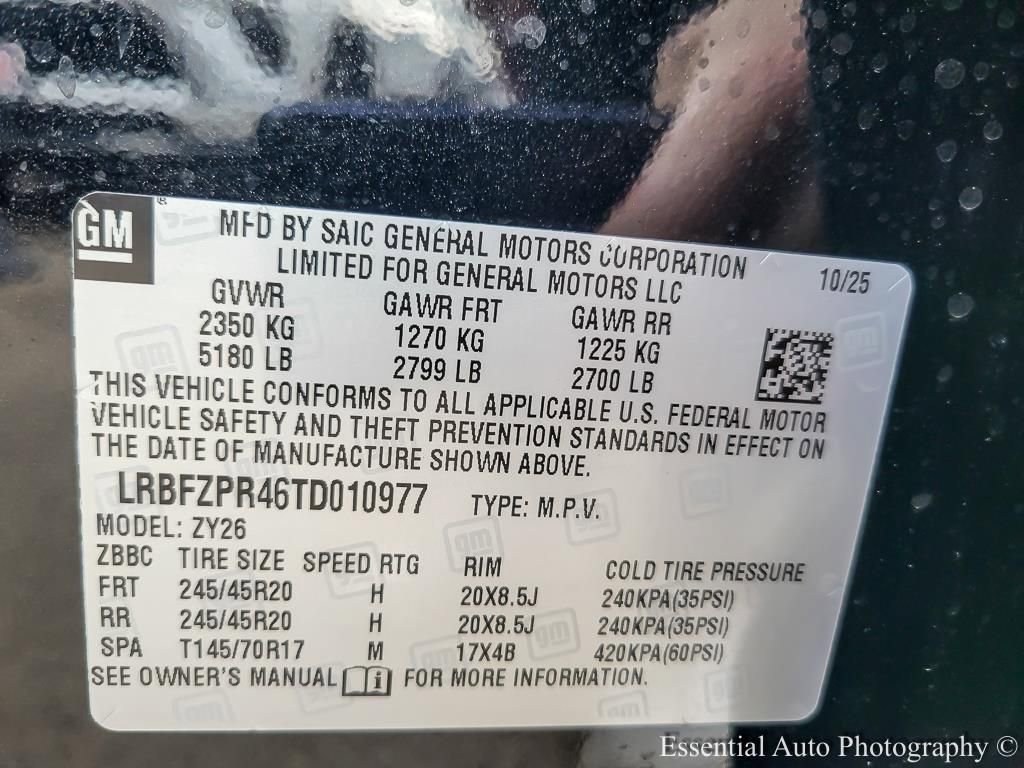 GM ®
MFD BY SAIC GENERAL MOTORS CORPORATION
LIMITED FOR GENERAL MOTORS LLC
10/25
GVWR GAWR FRT GAWR RR
2350 KG 1270 KG 1225 KG
5180 LB 2799 LB 2700 LB
THIS VEHICLE CONFORMS TO ALL APPLICABLE U.S. FEDERAL MOTOR
VEHICLE SAFETY AND THEFT PREVENTION STANDARDS IN EFFECT ON
THE DATE OF MANUFACTURE SHOWN ABOVE.
LRBFZPR46TD010977 TYPE: M.P.V.
MODEL: ZY26
ZBBC TIRE SIZE SPEED RTG RIM COLD TIRE PRESSURE
FRT 245/45R20 H 20X8.5J 240KPA(35PSI)
RR 245/45R20 H 20X8.5J 240KPA(35PSI)
SPA T145/70R17 M 17X4B 420KPA(60PSI)
SEE OWNER'S MANUAL i FOR MORE INFORMATION.
Essential Auto Photography ©